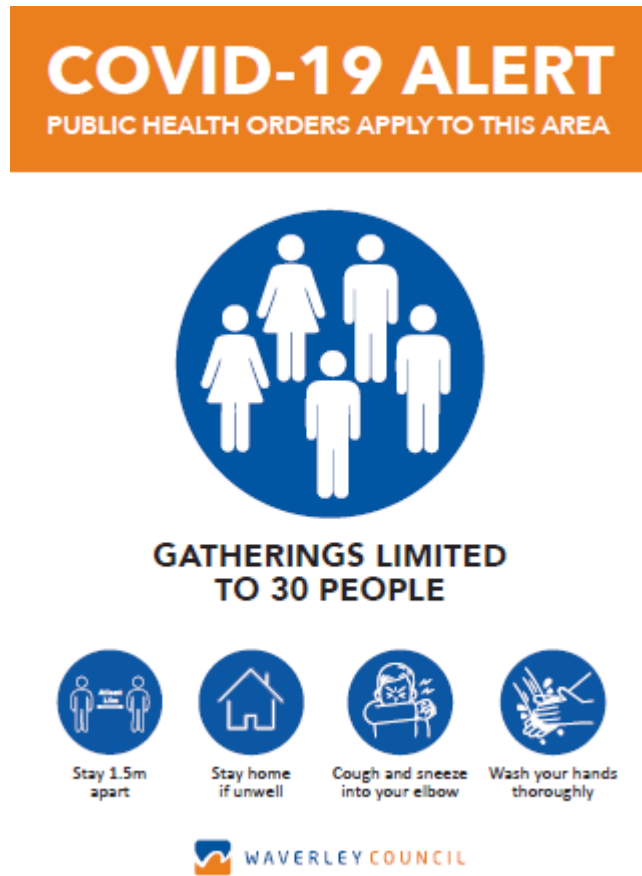 COVID-19 ALERT
PUBLIC HEALTH ORDERS APPLY TO THIS AREA
GATHERINGS LIMITED
TO 30 PEOPLE
Stay 1.5m
apart
Stay home
if unwell
Cough and sneeze
into your elbow
Wash your hands
thoroughly
WAVERLEY COUNCIL